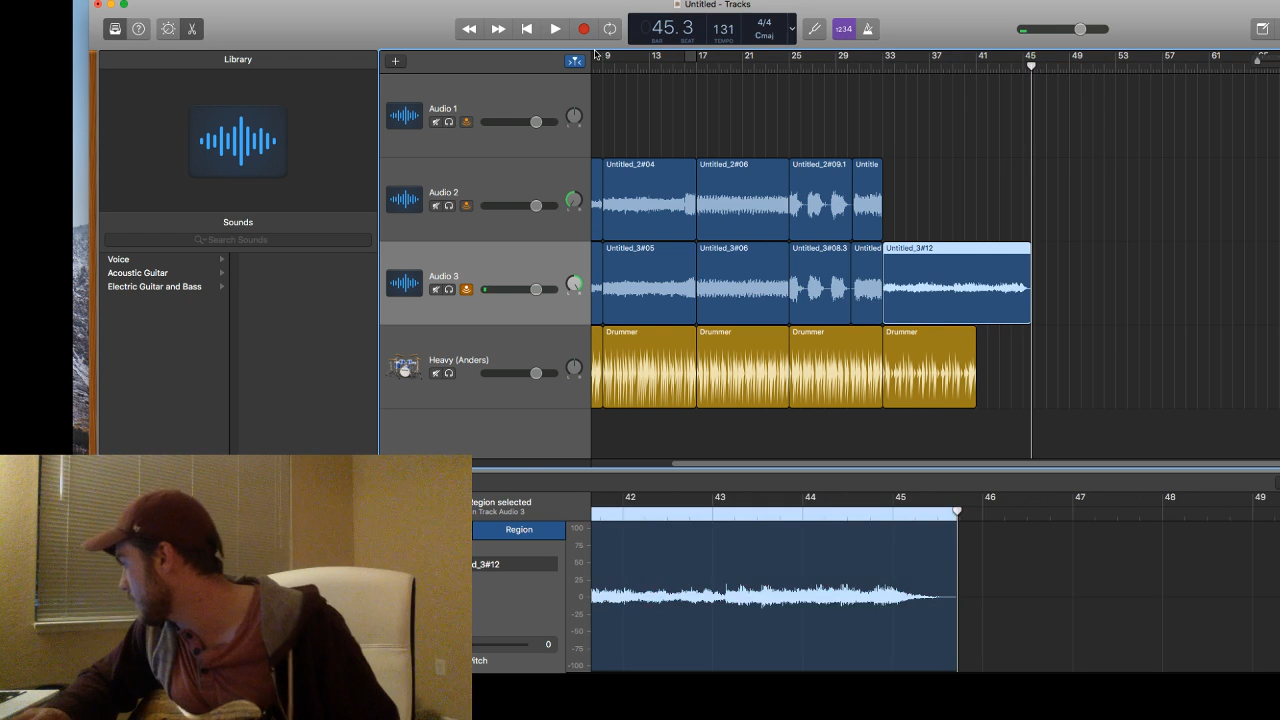 Untitled - Tracks
45.3
BAR BEAT
131
TEMPO
4/4
Cmaj
1234
Library
Sounds
Search Sounds
Voice
Acoustic Guitar
Electric Guitar and Bass
9 13 17 21 25 29 33 37 41 45 49 53 57 61
Audio 1
Audio 2
Untitled_2#04
Untitled_2#06
Untitled_2#09.1
Untitle
Audio 3
Untitled_3#05
Untitled_3#06
Untitled_3#08.3
Untitled
Untitled_3#12
Heavy (Anders)
Drummer
Drummer
Drummer
Drummer
Region selected
n Track Audio 3
Region
d_3#12
0
itch
42 43 44 45 46 47 48 49
100
75
50
25
0
-25
-50
-75
-100